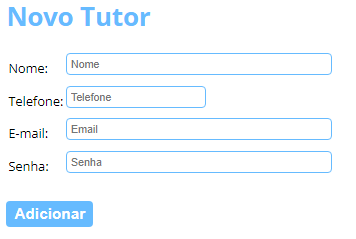 Novo Tutor
Nome: Nome
Telefone: Telefone
E-mail: Email
Senha: Senha
Adicionar